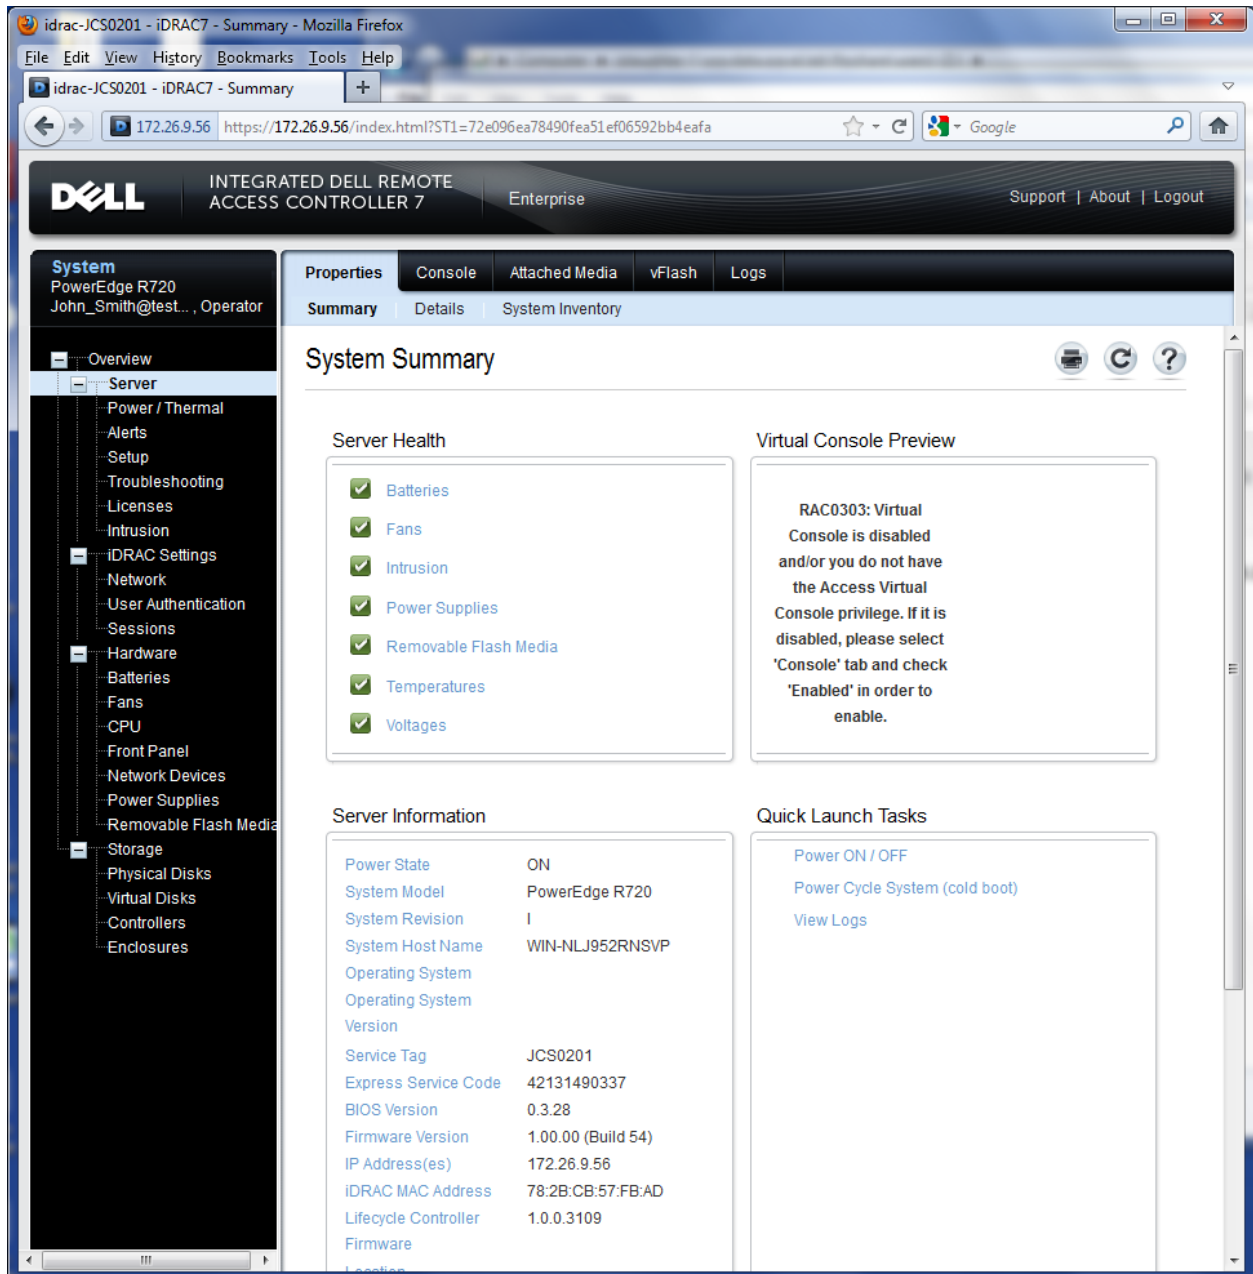 idrac-JCS0201 - iDRAC7 - Summary - Mozilla Firefox
File Edit View History Bookmarks Tools Help
idrac-JCS0201 - iDRAC7 - Summary
172.26.9.56 https://172.26.9.56/index.html?ST1=72e096ea78490fea51ef06592bb4eafa
Google
DELL
INTEGRATED DELL REMOTE
ACCESS CONTROLLER 7
Enterprise
Support | About | Logout
System
PowerEdge R720
John_Smith@test... , Operator
Properties Console Attached Media vFlash Logs
Summary Details System Inventory
Overview
Server
Power / Thermal
Alerts
Setup
Troubleshooting
Licenses
Intrusion
iDRAC Settings
Network
User Authentication
Sessions
Hardware
Batteries
Fans
CPU
Front Panel
Network Devices
Power Supplies
Removable Flash Media
Storage
Physical Disks
Virtual Disks
Controllers
Enclosures
System Summary
Server Health
Batteries
Fans
Intrusion
Power Supplies
Removable Flash Media
Temperatures
Voltages
Virtual Console Preview
RAC0303: Virtual
Console is disabled
and/or you do not have
the Access Virtual
Console privilege. If it is
disabled, please select
'Console' tab and check
'Enabled' in order to
enable.
Server Information
Power State ON
System Model PowerEdge R720
System Revision I
System Host Name WIN-NLJ952RNSVP
Operating System
Operating System
Version
Service Tag JCS0201
Express Service Code 42131490337
BIOS Version 0.3.28
Firmware Version 1.00.00 (Build 54)
IP Address(es) 172.26.9.56
iDRAC MAC Address 78:2B:CB:57:FB:AD
Lifecycle Controller 1.0.0.3109
Firmware
Location
Quick Launch Tasks
Power ON / OFF
Power Cycle System (cold boot)
View Logs